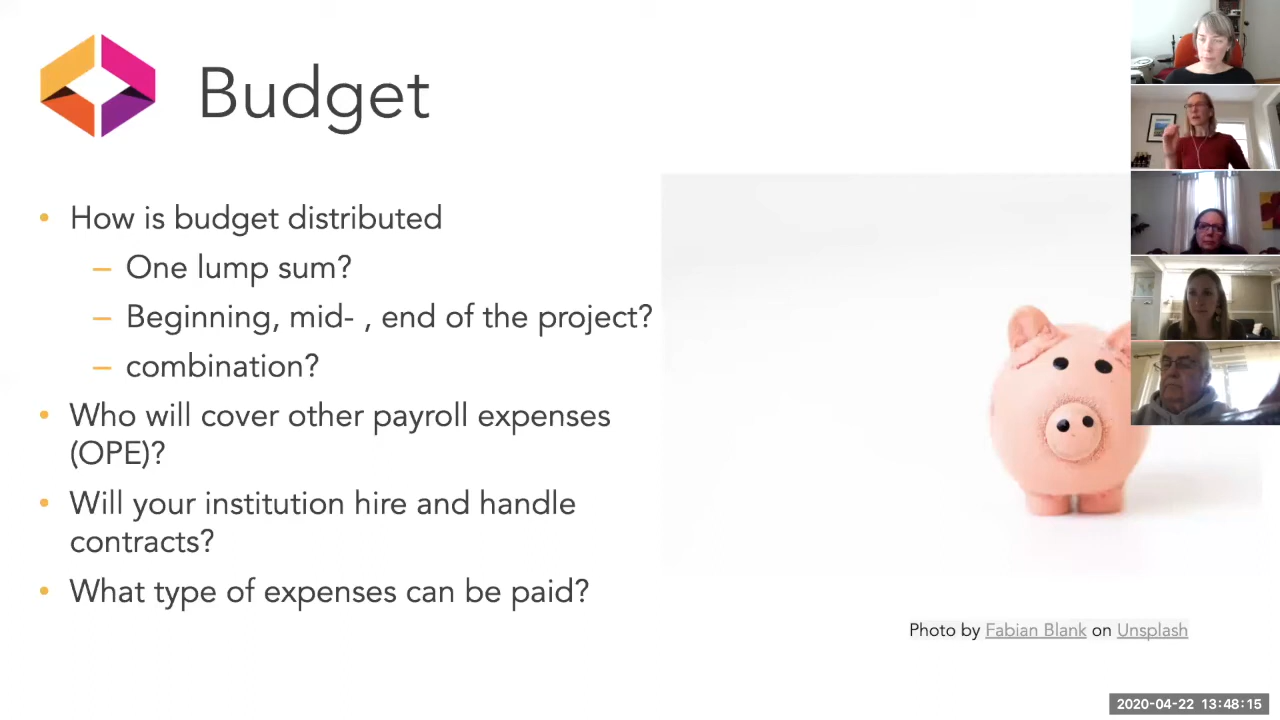 Budget
• How is budget distributed
– One lump sum?
– Beginning, mid- , end of the project?
– combination?
• Who will cover other payroll expenses
(OPE)?
• Will your institution hire and handle
contracts?
• What type of expenses can be paid?
Photo by Fabian Blank on Unsplash
2020-04-22 13:48:15